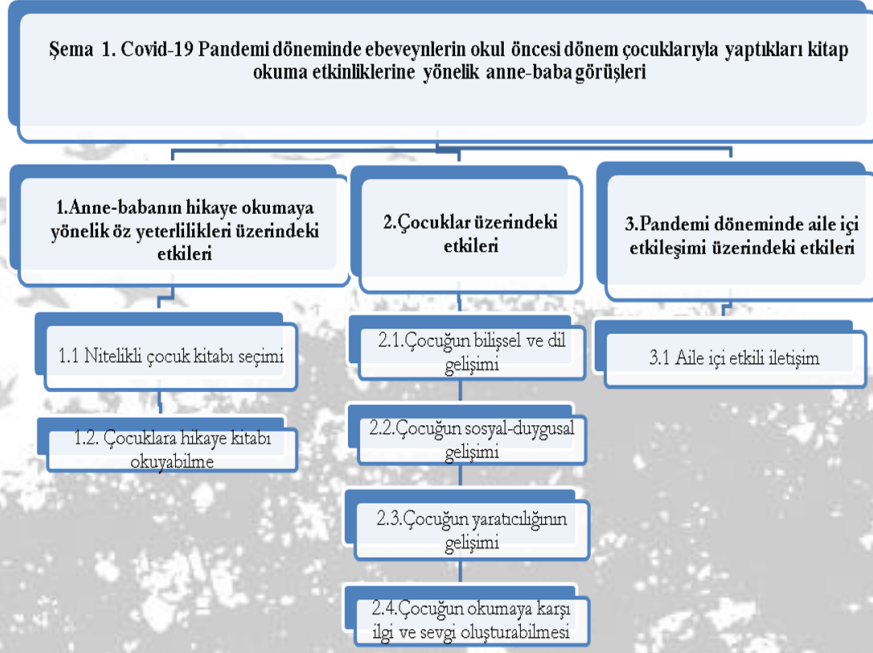 Şema 1. Covid-19 Pandemi döneminde ebeveynlerin okul öncesi dönem çocuklarıyla yaptıkları kitap
okuma etkinliklerine yönelik anne-baba görüşleri
1.Anne-babanın hikaye okumaya
yönelik öz yeterlilikleri üzerindeki
etkileri
1.1 Nitelikli çocuk kitabı seçimi
1.2. Çocuklara hikaye kitabı
okuyabilme
2.Çocuklar üzerindeki
etkileri
2.1.Çocuğun bilişsel ve dil
gelişimi
2.2.Çocuğun sosyal-duygusal
gelişimi
2.3.Çocuğun yaratıcılığının
gelişimi
2.4.Çocuğun okumaya karşı
ilgi ve sevgi oluşturabilmesi
3.Pandemi döneminde aile içi
etkileşimi üzerindeki etkileri
3.1 Aile içi etkili iletişim